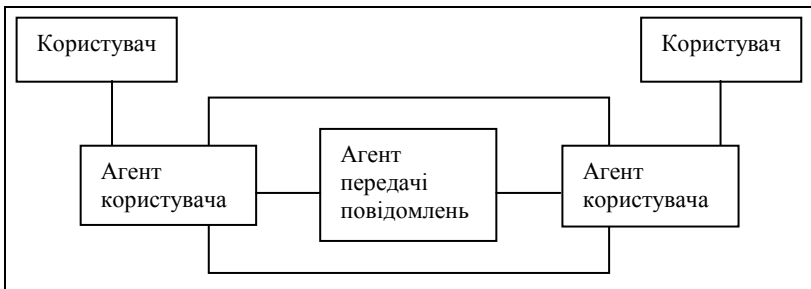 Користувач
Користувач
Агент
користувача
Агент
передачі
повідомлень
Агент
користувача